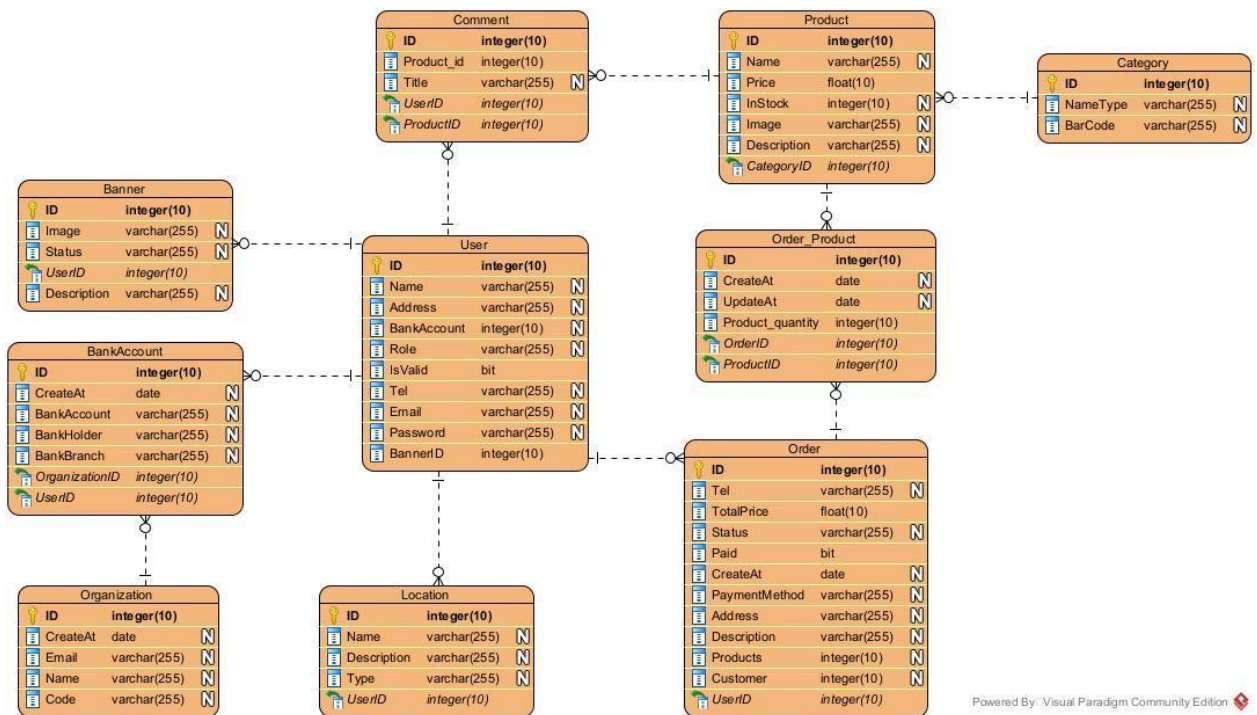 Comment
ID integer(10)
Product_id integer(10)
Title varchar(255) N
UserID integer(10)
ProductID integer(10)
Product
ID integer(10)
Name varchar(255) N
Price float(10)
InStock integer(10) N
Image varchar(255) N
Description varchar(255) N
CategoryID integer(10)
Category
ID integer(10)
NameType varchar(255) N
BarCode varchar(255) N
Banner
ID integer(10)
Image varchar(255) N
Status varchar(255) N
UserID integer(10)
Description varchar(255) N
User
ID integer(10)
Name varchar(255) N
Address varchar(255) N
BankAccount integer(10) N
Role varchar(255) N
IsValid bit
Tel varchar(255) N
Email varchar(255) N
Password varchar(255) N
BannerID integer(10)
Order_Product
ID integer(10)
CreateAt date N
UpdateAt date N
Product_quantity integer(10)
OrderID integer(10)
ProductID integer(10)
BankAccount
ID integer(10)
CreateAt date N
BankAccount varchar(255) N
BankHolder varchar(255) N
BankBranch varchar(255) N
OrganizationID integer(10)
UserID integer(10)
Order
ID integer(10)
Tel varchar(255) N
TotalPrice float(10)
Status varchar(255) N
Paid bit
CreateAt date N
PaymentMethod varchar(255) N
Address varchar(255) N
Description varchar(255) N
Products integer(10) N
Customer integer(10) N
UserID integer(10)
Organization
ID integer(10)
CreateAt date N
Email varchar(255) N
Name varchar(255) N
Code varchar(255) N
Location
ID integer(10)
Name varchar(255) N
Description varchar(255) N
Type varchar(255) N
UserID integer(10)
Powered By Visual Paradigm Community Edition